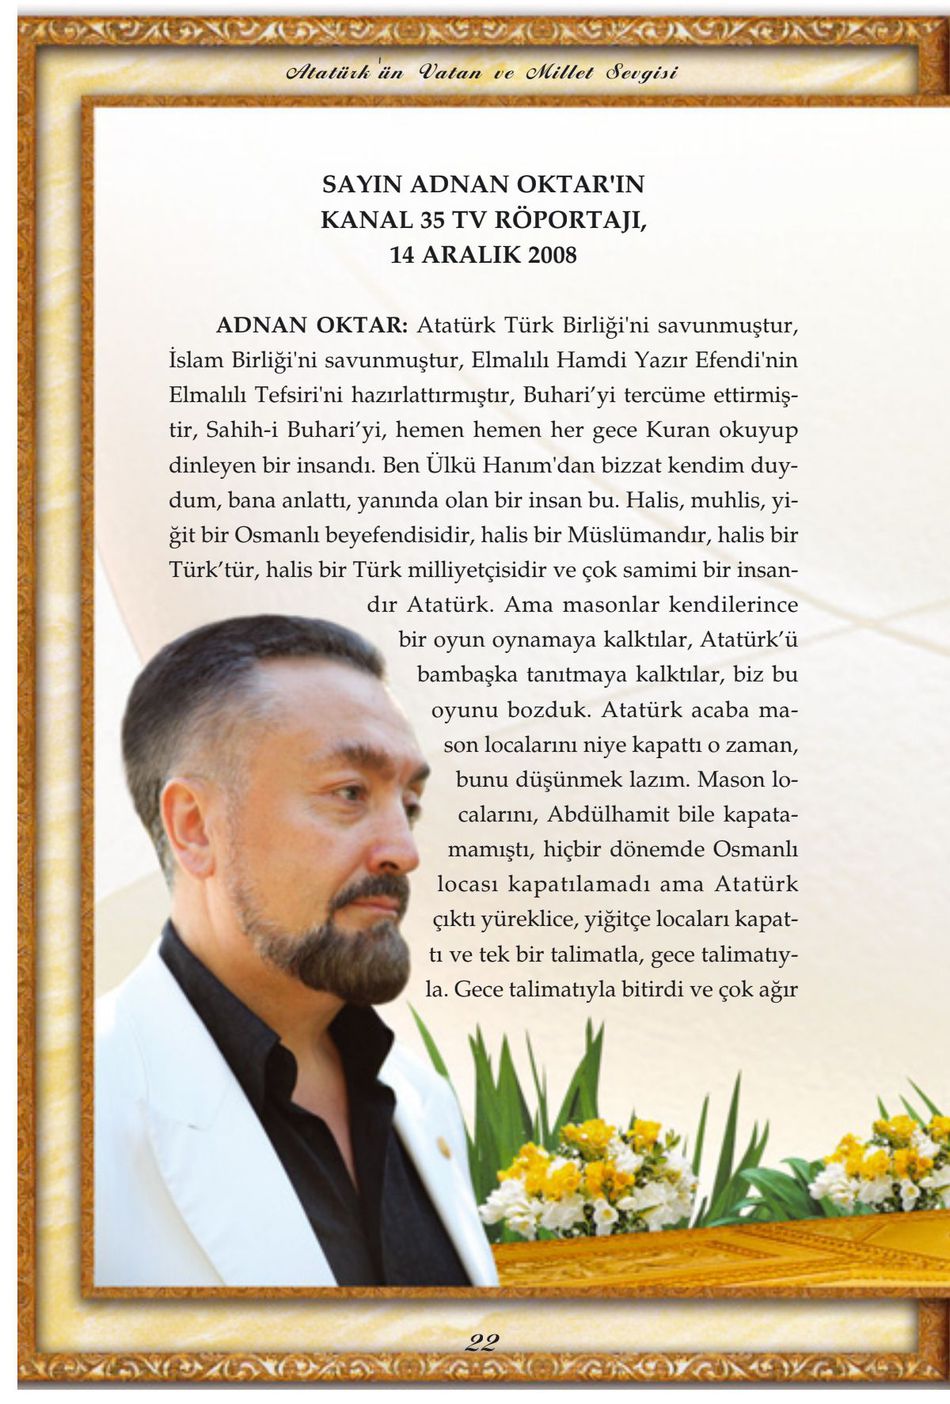 Atatürk'ün Vatan ve Millet Sevgisi
SAYIN ADNAN OKTAR'IN
KANAL 35 TV RÖPORTAJI,
14 ARALIK 2008
ADNAN OKTAR: Atatürk Türk Birliği'ni savunmuştur,
İslam Birliği'ni savunmuştur, Elmalılı Hamdi Yazır Efendi'nin
Elmalılı Tefsiri'ni hazırlattırmıştır, Buhari’yi tercüme ettirmiş-
tir, Sahih-i Buhari’yi, hemen hemen her gece Kuran okuyup
dinleyen bir insandı. Ben Ülkü Hanım'dan bizzat kendim duy-
dum, bana anlattı, yanında olan bir insan bu. Halis, muhlis, yi-
ğit bir Osmanlı beyefendisidir, halis bir Müslümandır, halis bir
Türk’tür, halis bir Türk milliyetçisidir ve çok samimi bir insan-
dır Atatürk. Ama masonlar kendilerince
bir oyun oynamaya kalktılar, Atatürk’ü
bambaşka tanıtmaya kalktılar, biz bu
oyunu bozduk. Atatürk acaba ma-
son localarını niye kapattı o zaman,
bunu düşünmek lazım. Mason lo-
calarını, Abdülhamit bile kapata-
mamıştı, hiçbir dönemde Osmanlı
locası kapatılamadı ama Atatürk
çıktı yüreklice, yiğitçe locaları kapat-
tı ve tek bir talimatla, gece talimatıy-
la. Gece talimatıyla bitirdi ve çok ağır
22